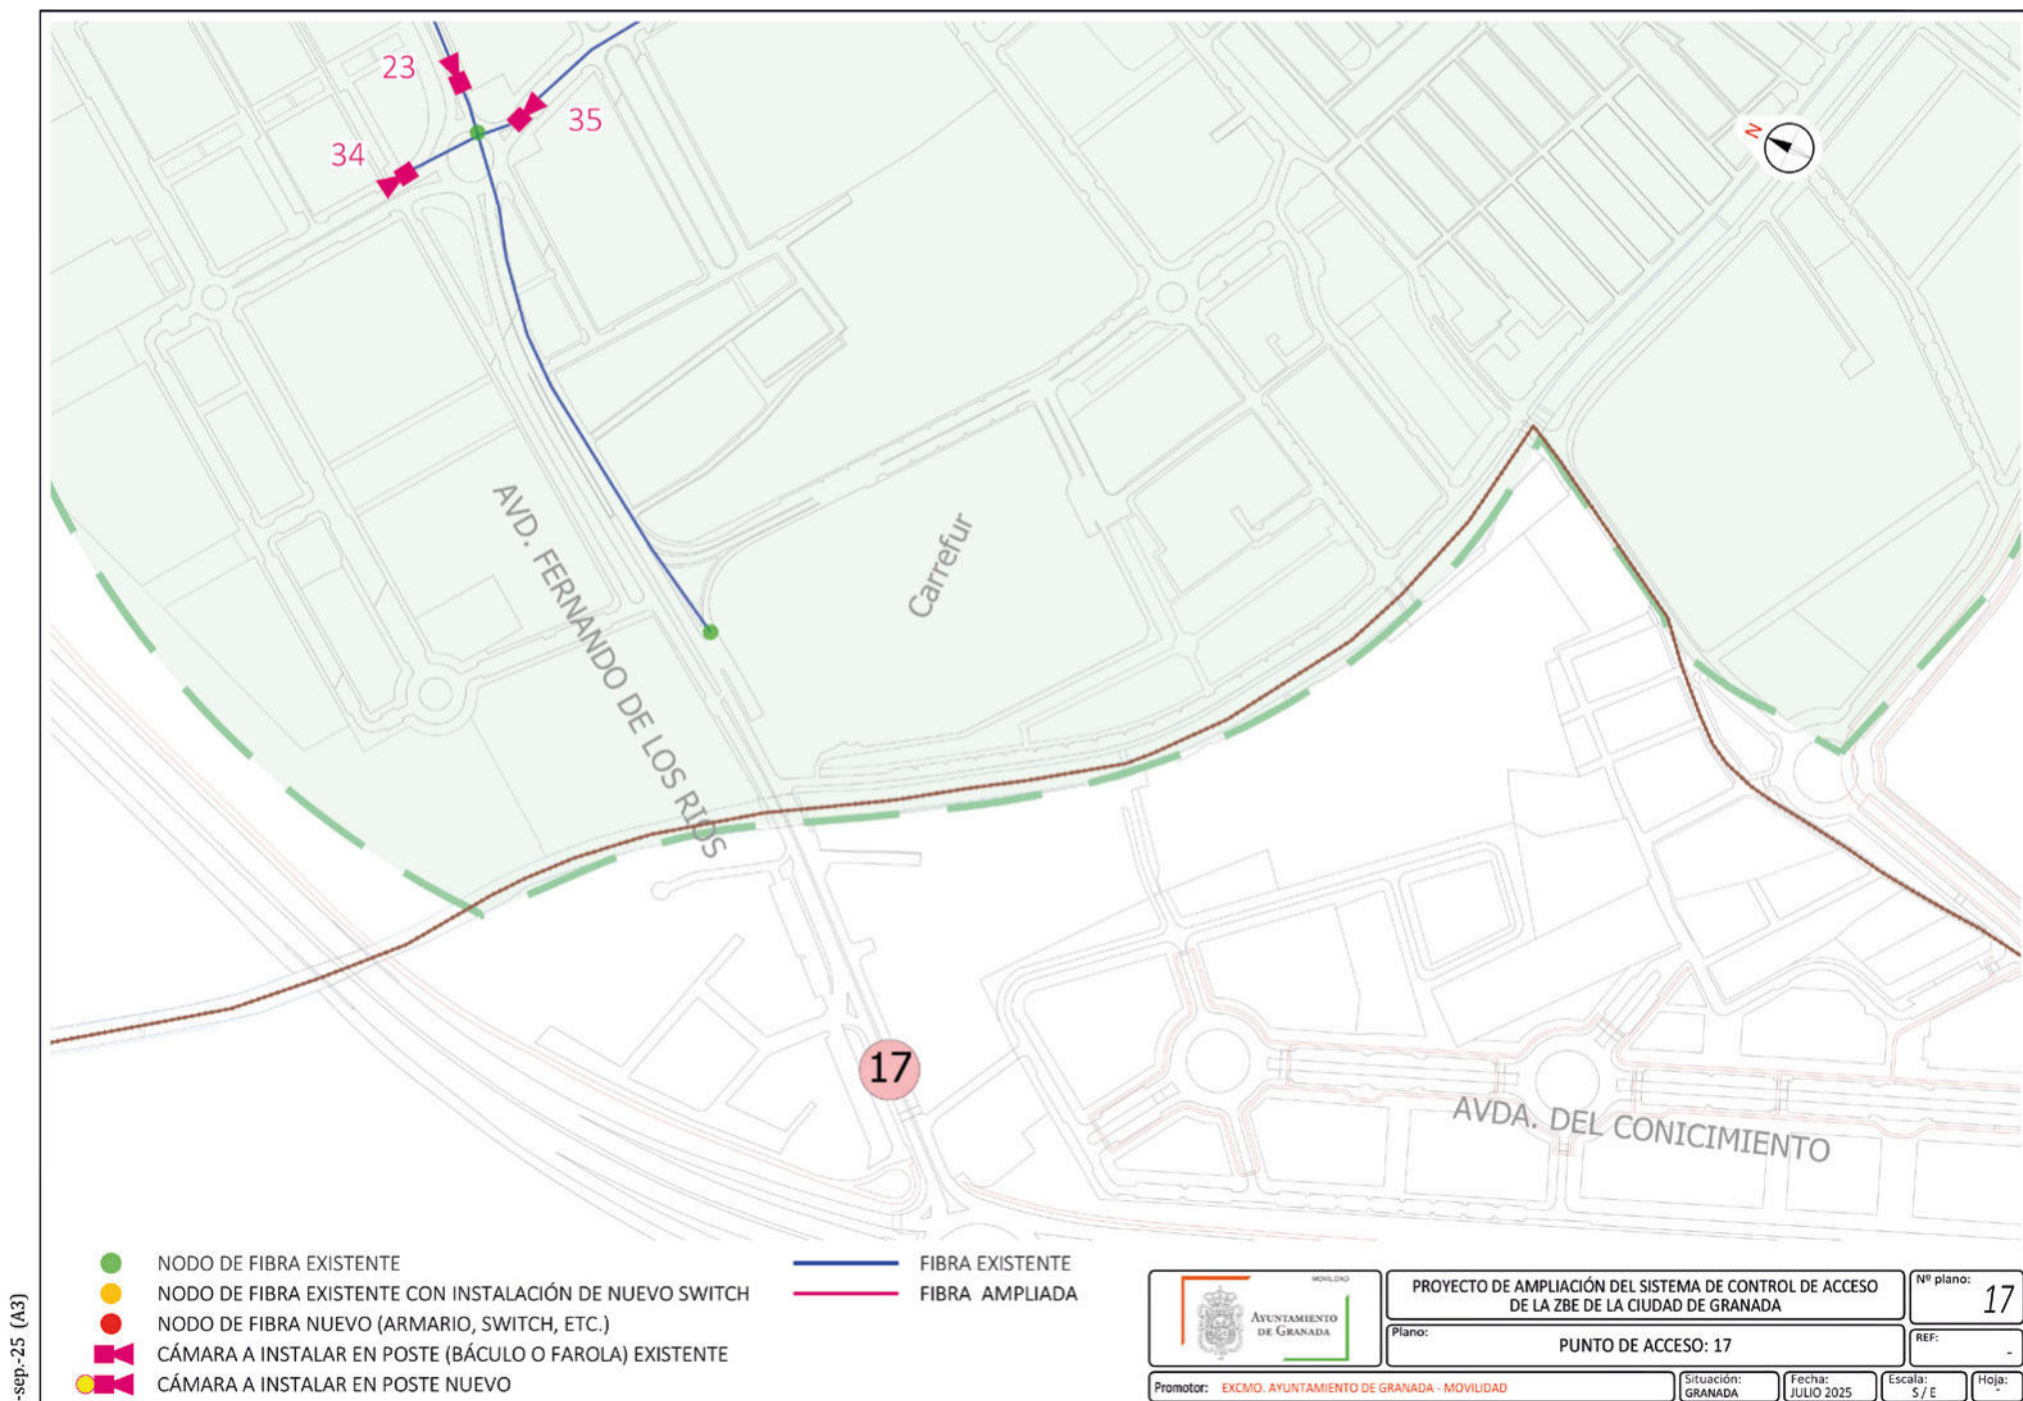 23
35
34
N
AVD. FERNANDO DE LOS RIOS
Carrefur
17
AVDA. DEL CONICIMIENTO
NODO DE FIBRA EXISTENTE
NODO DE FIBRA EXISTENTE CON INSTALACIÓN DE NUEVO SWITCH
NODO DE FIBRA NUEVO (ARMARIO, SWITCH, ETC.)
CÁMARA A INSTALAR EN POSTE (BÁCULO O FAROLA) EXISTENTE
CÁMARA A INSTALAR EN POSTE NUEVO
FIBRA EXISTENTE
FIBRA AMPLIADA
MOVILIDAD
AYUNTAMIENTO
DE GRANADA
PROYECTO DE AMPLIACIÓN DEL SISTEMA DE CONTROL DE ACCESO
DE LA ZBE DE LA CIUDAD DE GRANADA
Nº plano:
17
Plano:
PUNTO DE ACCESO: 17
REF:
-
Promotor: EXCMO. AYUNTAMIENTO DE GRANADA - MOVILIDAD
Situación:
GRANADA
Fecha:
JULIO 2025
Escala:
S / E
Hoja:
-
-sep.-25 (A3)